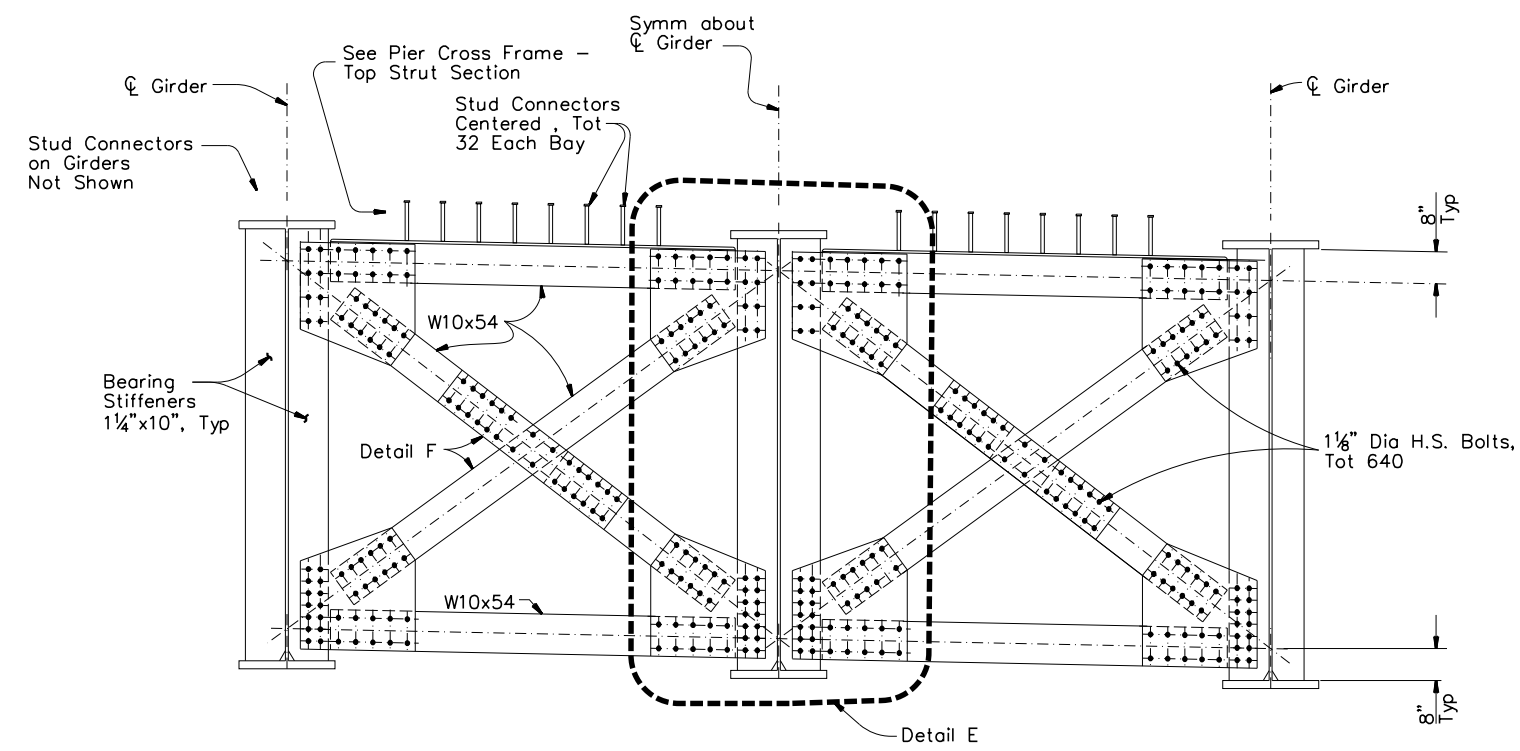 Symm about
℄ Girder
See Pier Cross Frame –
Top Strut Section
℄ Girder
℄ Girder
Stud Connectors
Centered , Tot
32 Each Bay
Stud Connectors
on Girders
Not Shown
8"
Typ
W10x54
Bearing
Stiffeners
1¼"x10", Typ
Detail F
1⅛" Dia H.S. Bolts,
Tot 640
W10x54
8"
Typ
Detail E